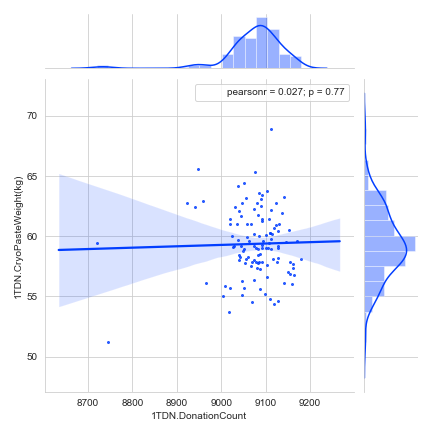 pearsonr = 0.027; p = 0.77
1TDN.CryoPasteWeight(kg)
70
65
60
55
50
8700 8800 8900 9000 9100 9200
1TDN.DonationCount